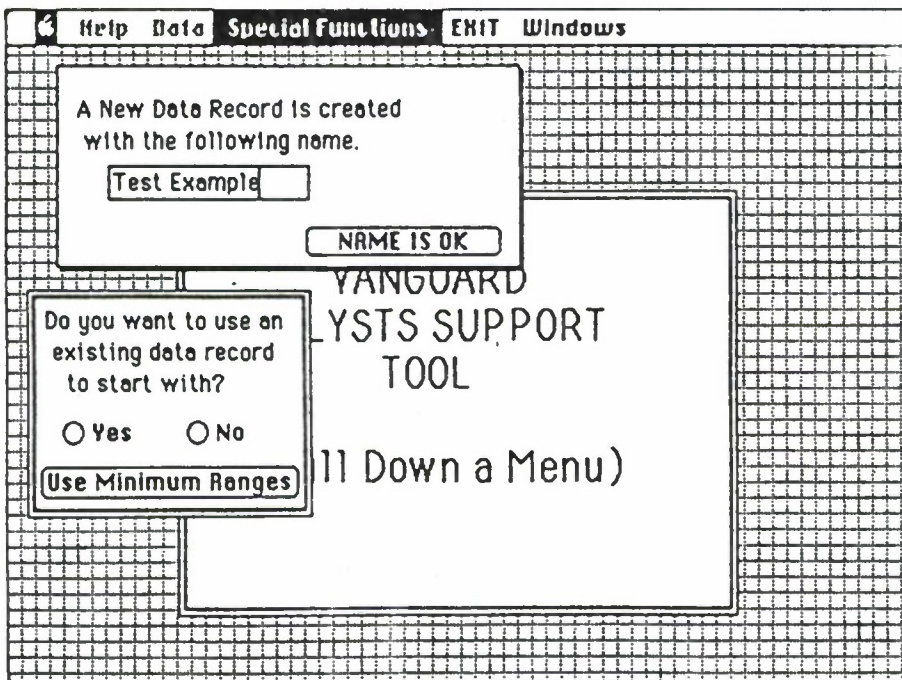 Help Data Special Functions EXIT Windows
A New Data Record is created
with the following name.
Test Example
NAME IS OK
VANGUARD
LYSTS SUPPORT
TOOL
ll Down a Menu)
Do you want to use an
existing data record
to start with?
Yes No
Use Minimum Ranges